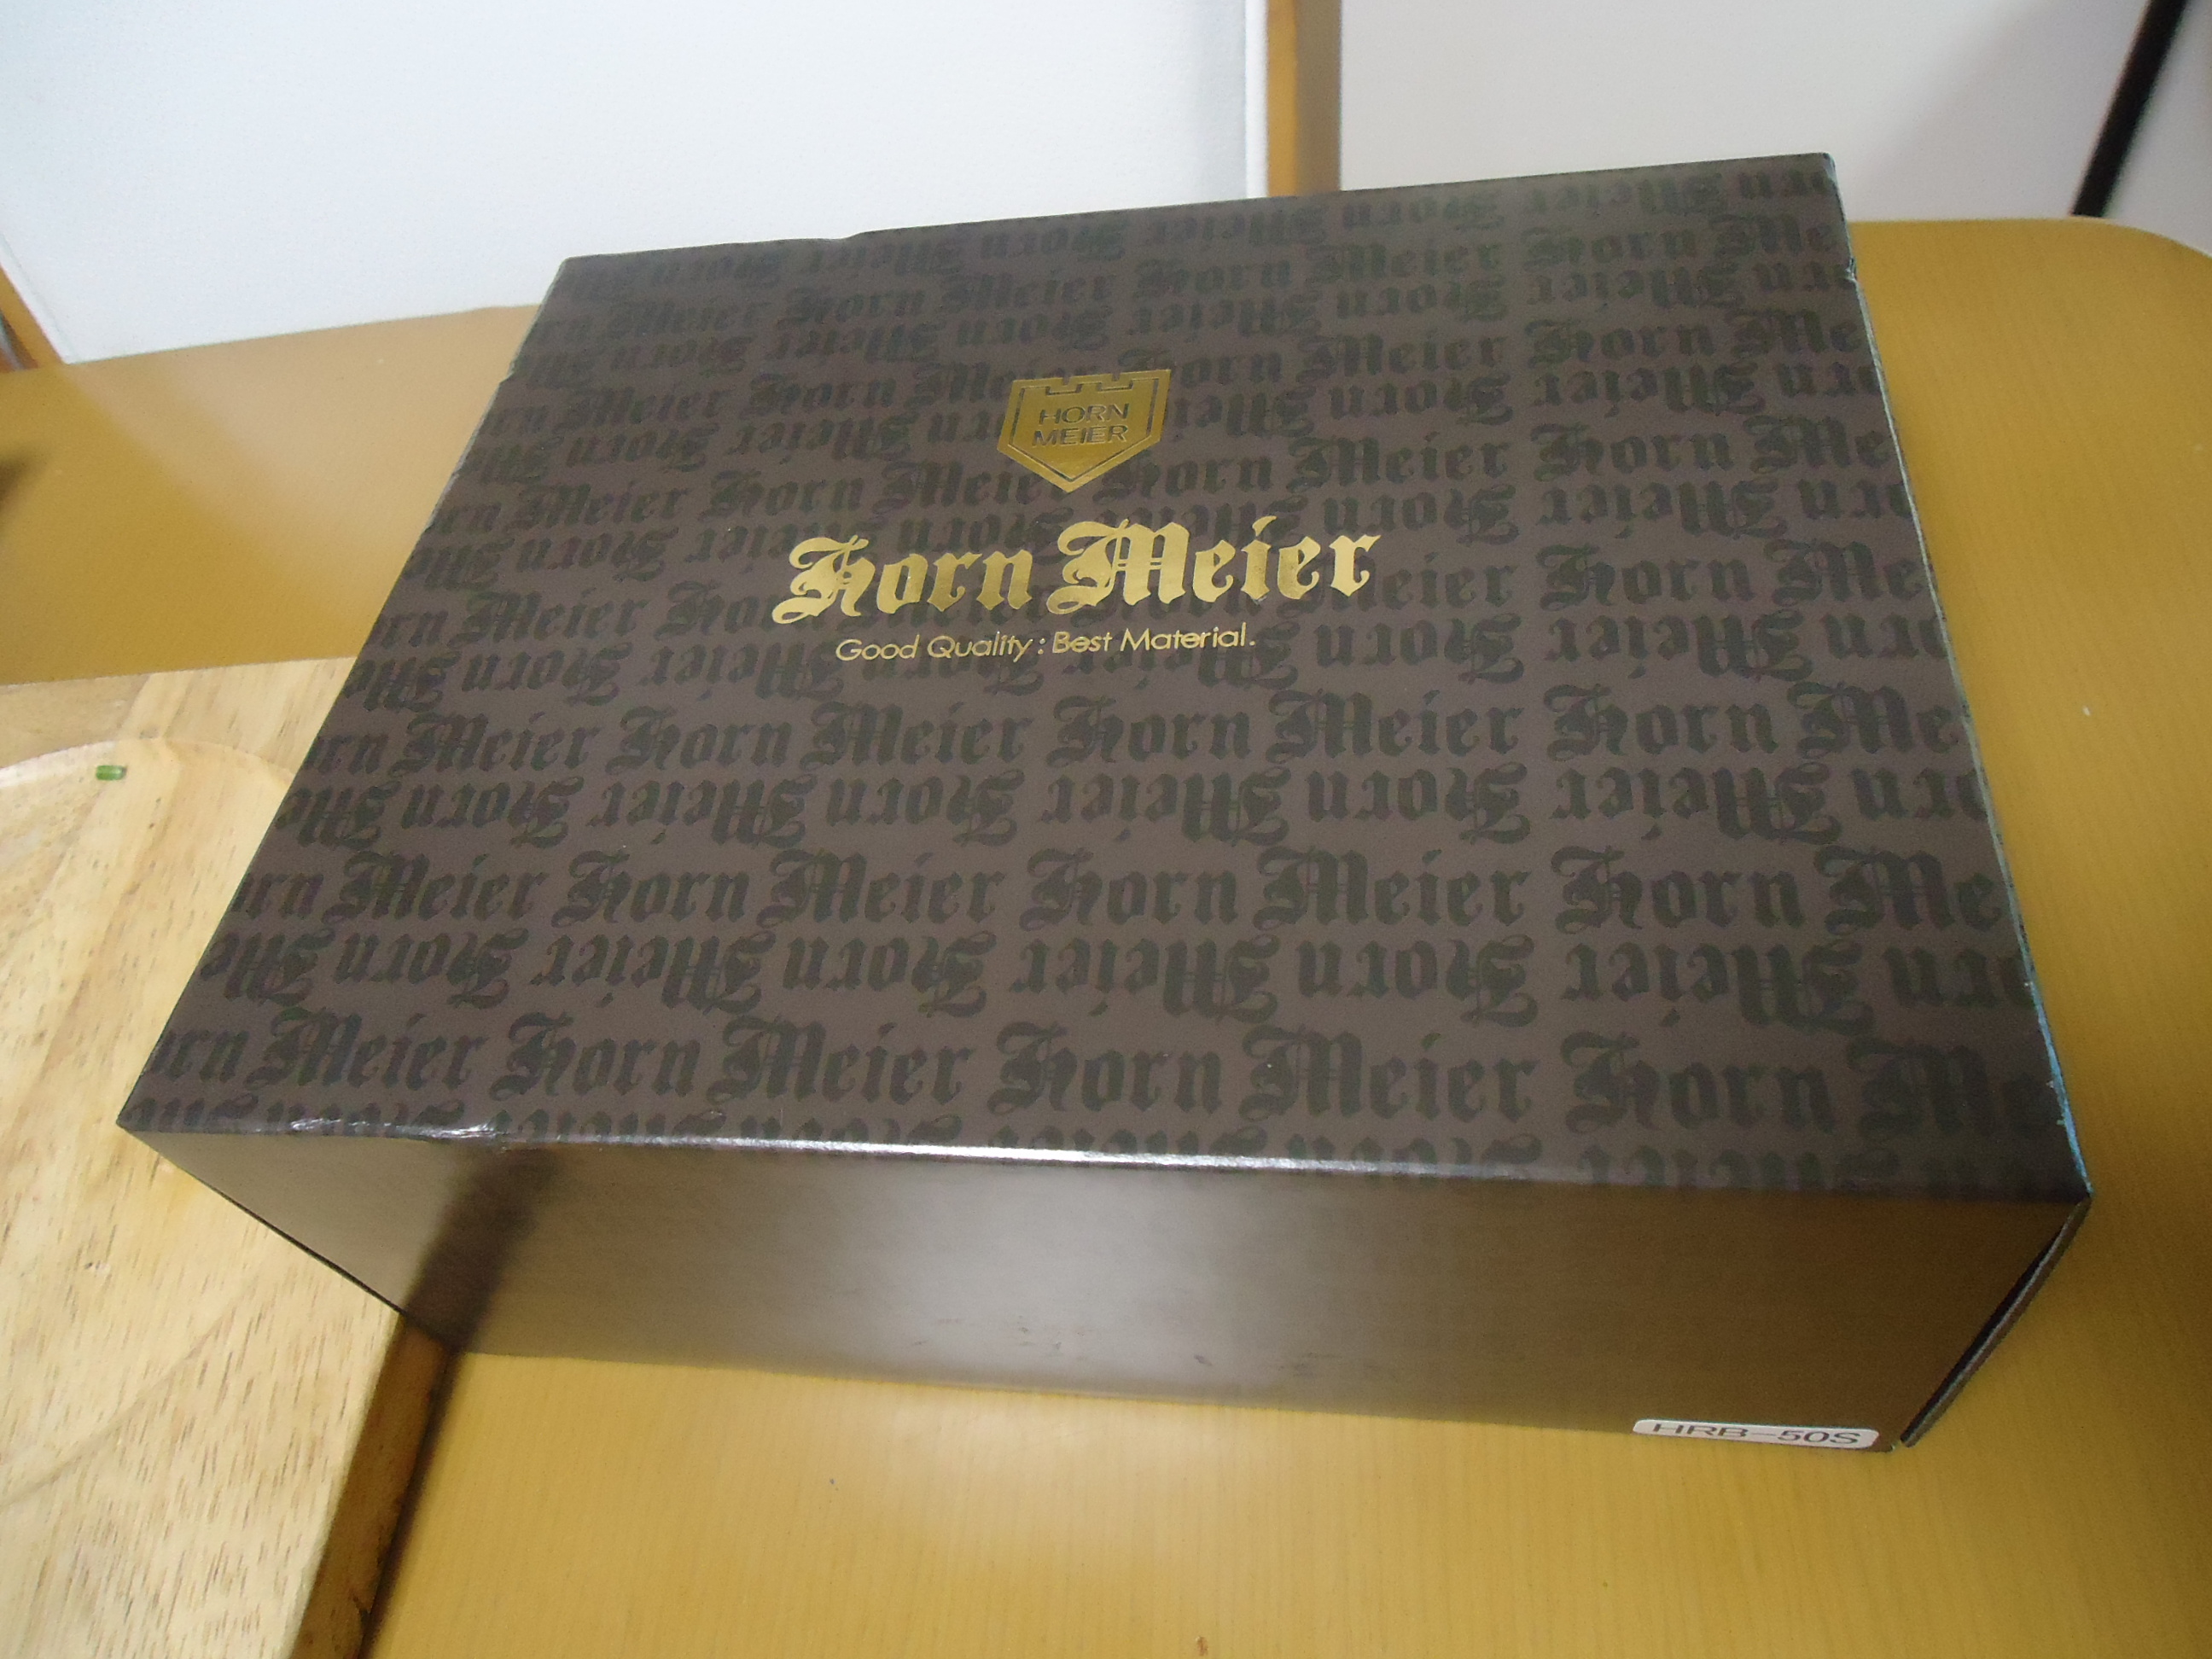 HORN
MEIER
Horn Meier
Good Quality : Best Material.
HRB-50S